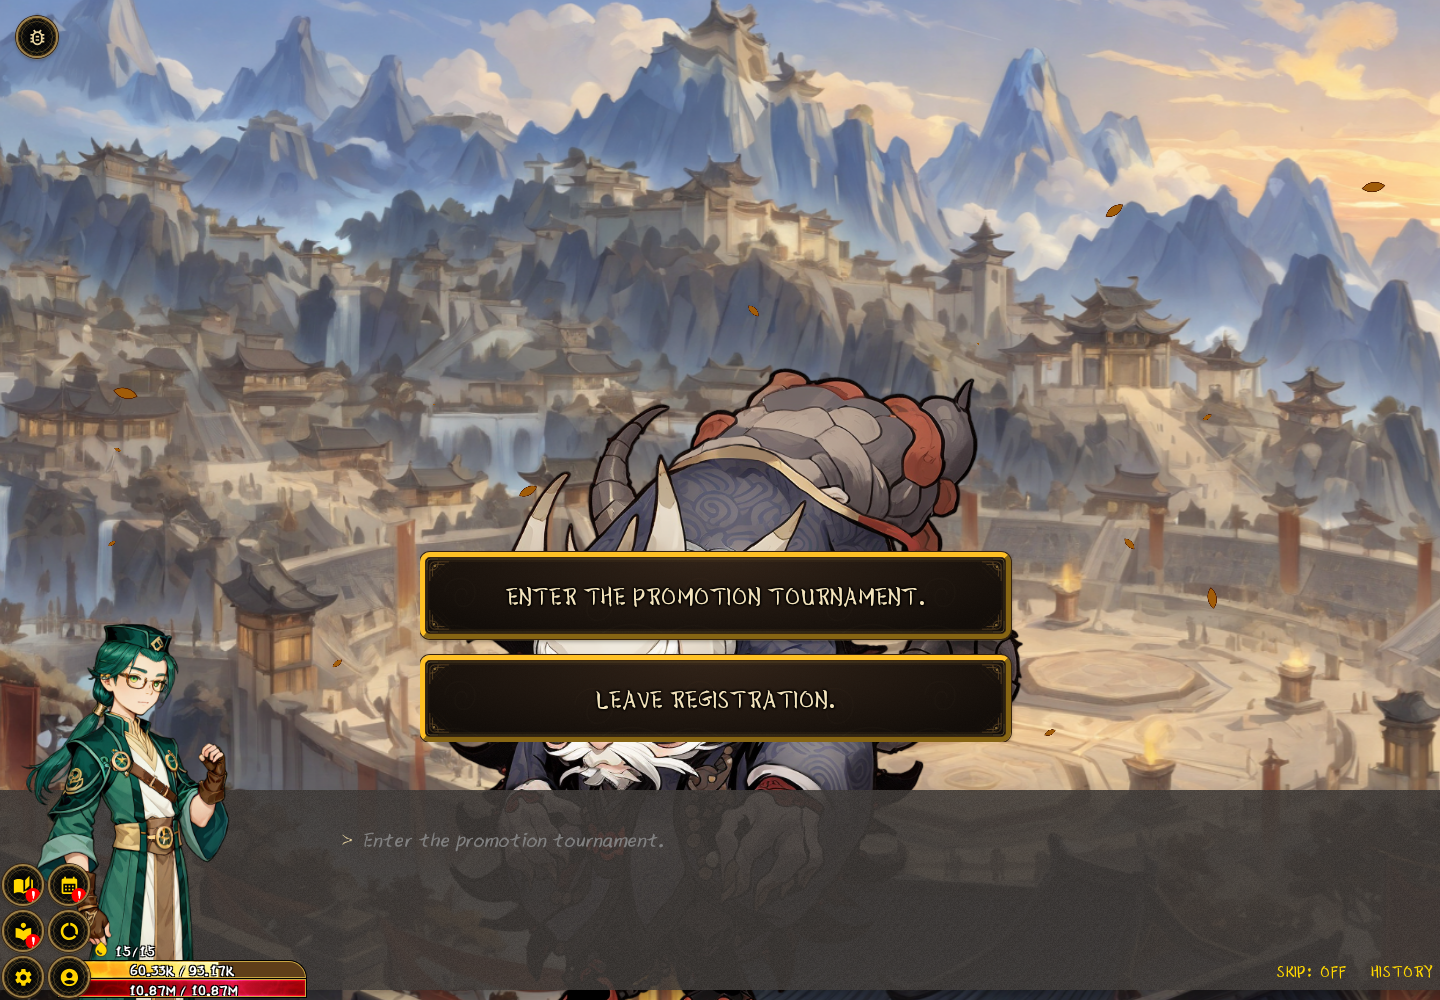 ENTER THE PROMOTION TOURNAMENT.
LEAVE REGISTRATION.
> Enter the promotion tournament.
15/15
60.33K / 93.17K
10.87M / 10.87M
SKIP: OFF HISTORY